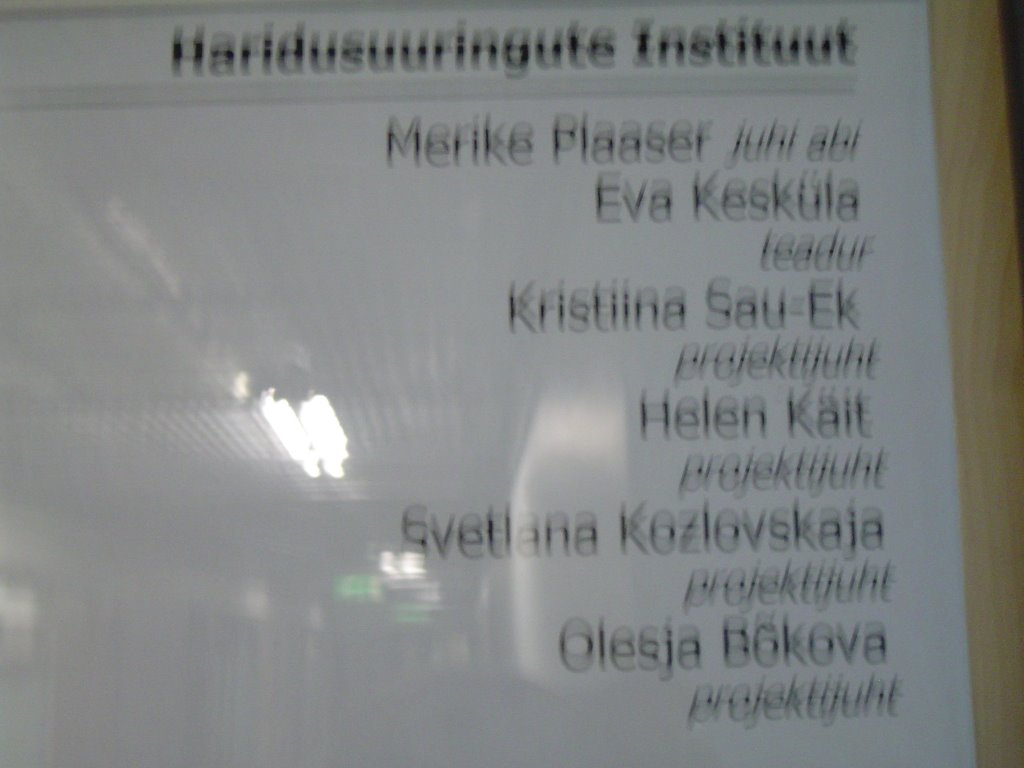 Haridusuuringute Instituut
Merike Plaaser juhi abi
Eva Kesküla
teadur
Kristiina Sau-Ek
projektijuht
Helen Käit
projektijuht
Svetlana Kozlovskaja
projektijuht
Olesja Bõkova
projektijuht